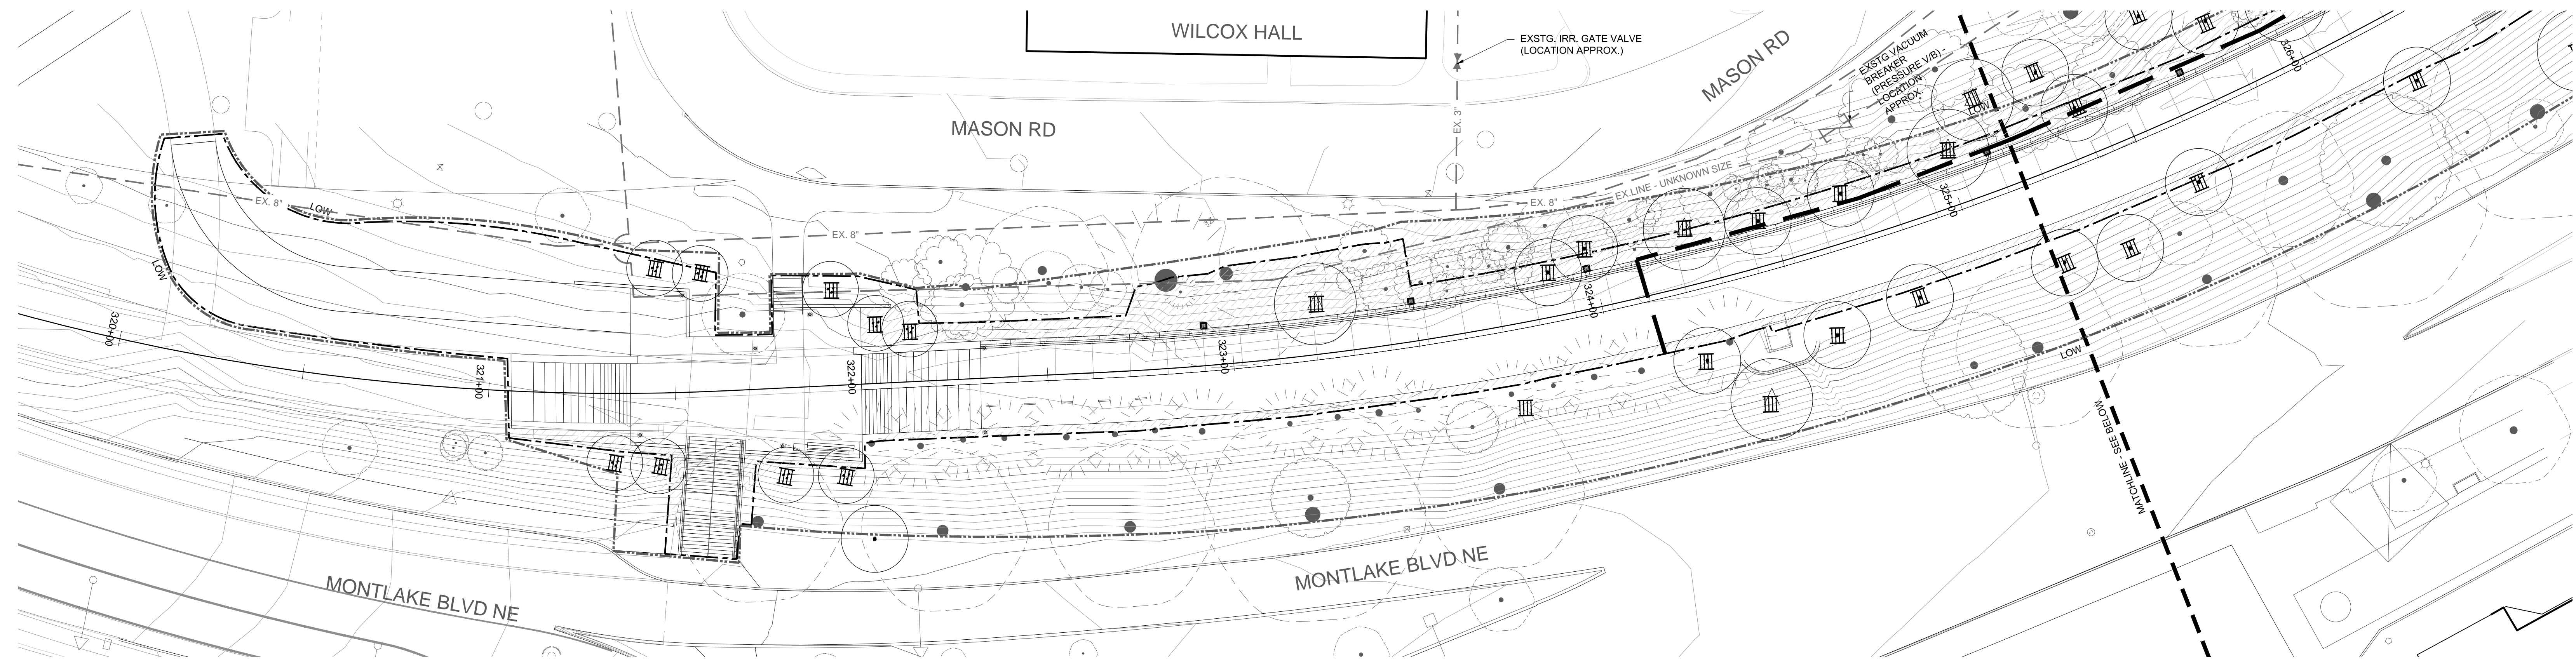 WILCOX HALL
EXSTG. IRR. GATE VALVE
(LOCATION APPROX.)
MASON RD
EXSTG VACUUM
BREAKER
(PRESSURE V/B) -
LOCATION
APPROX.
LOW
326+00
MASON RD
EX. 3"
EX.LINE - UNKNOWN SIZE
EX. 8"
LOW
EX. 8"
EX. 8"
325+00
LOW
324+00
320+00
321+00
322+00
323+00
LOW
MATCHLINE - SEE BELOW
MONTLAKE BLVD NE
MONTLAKE BLVD NE